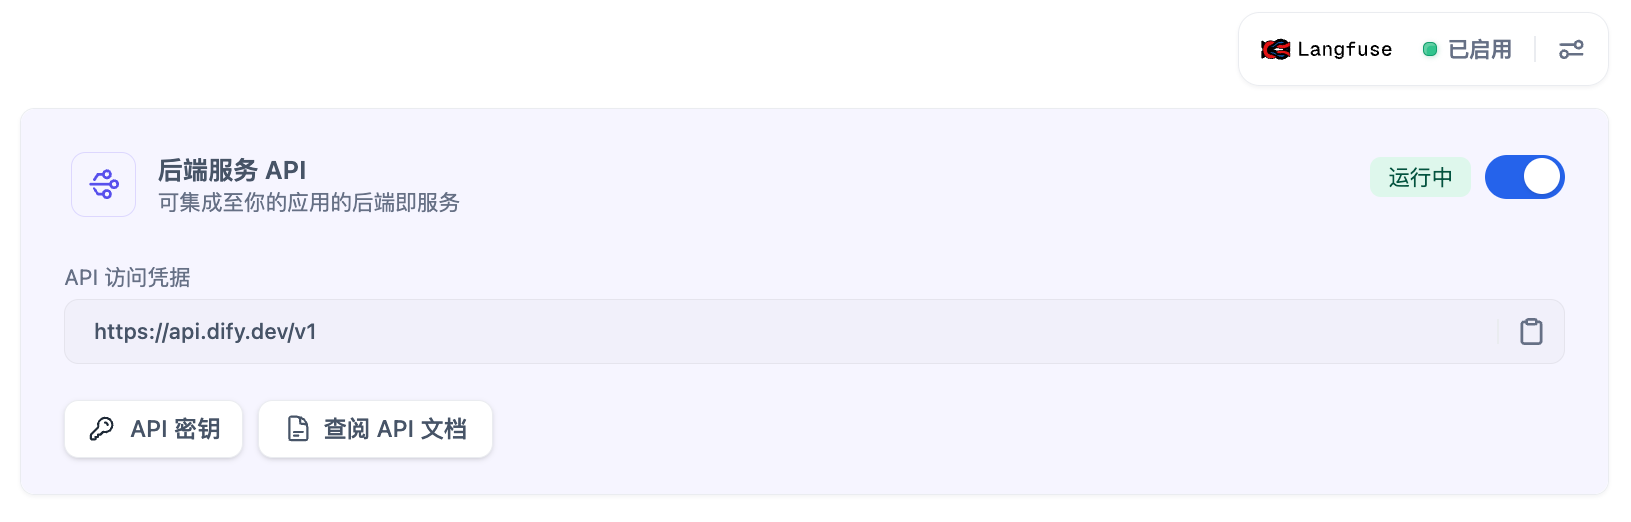 Langfuse 已启用
后端服务 API
可集成至你的应用的后端即服务
运行中
API 访问凭据
https://api.dify.dev/v1
API 密钥 查阅 API 文档